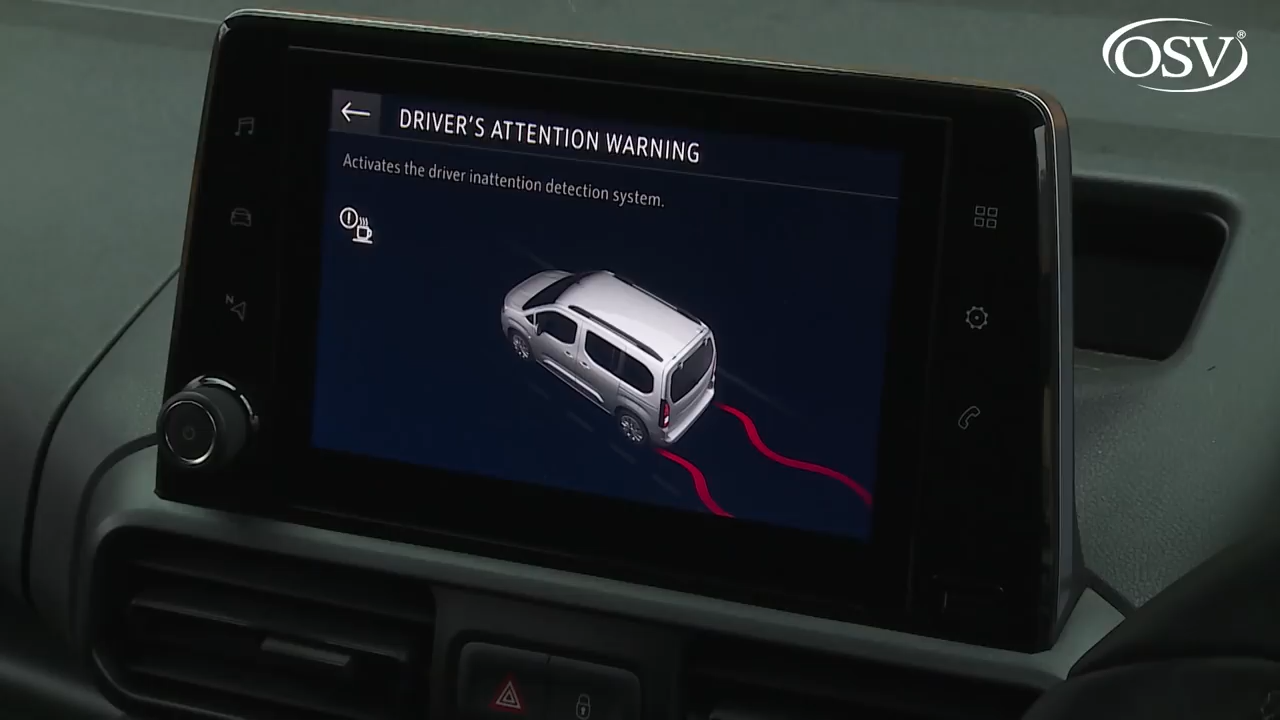 OSV®
DRIVER'S ATTENTION WARNING
Activates the driver inattention detection system.
N